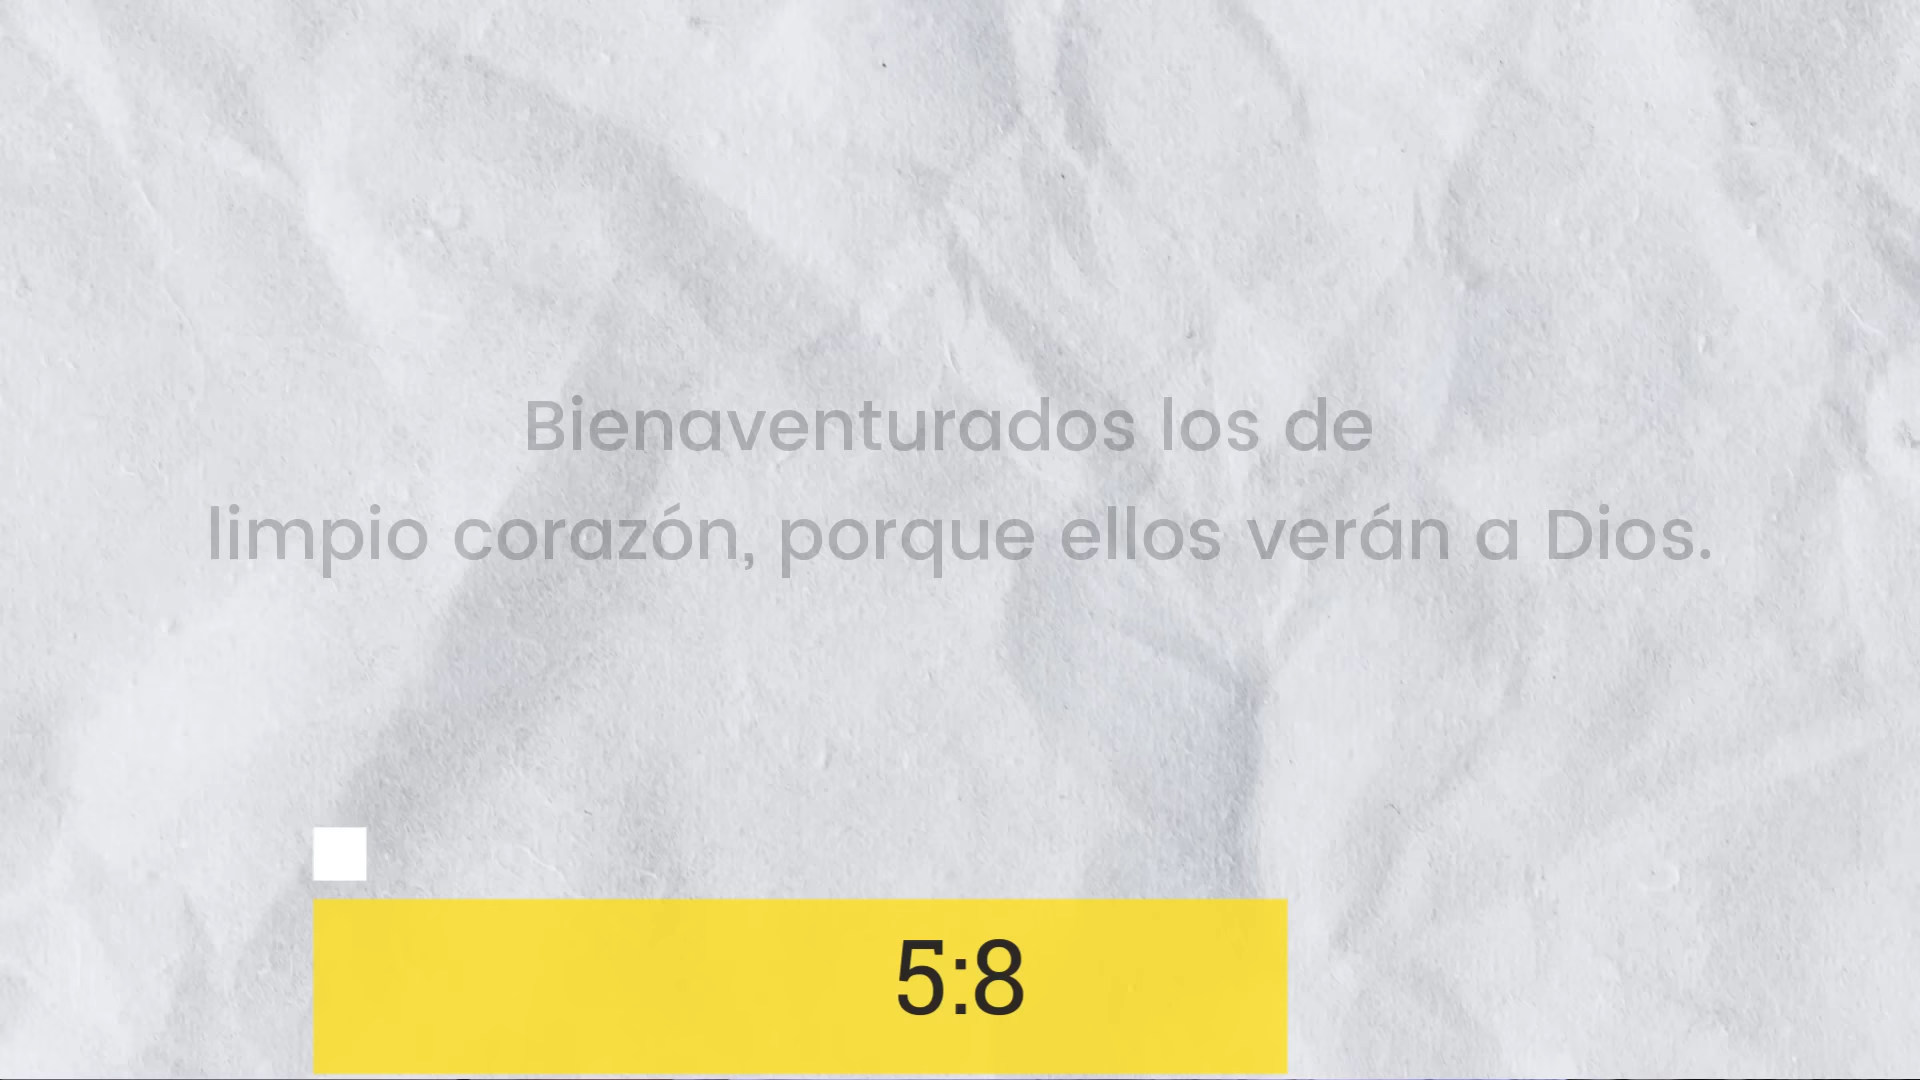 Bienaventurados los de
limpio corazón, porque ellos verán a Dios.
5:8